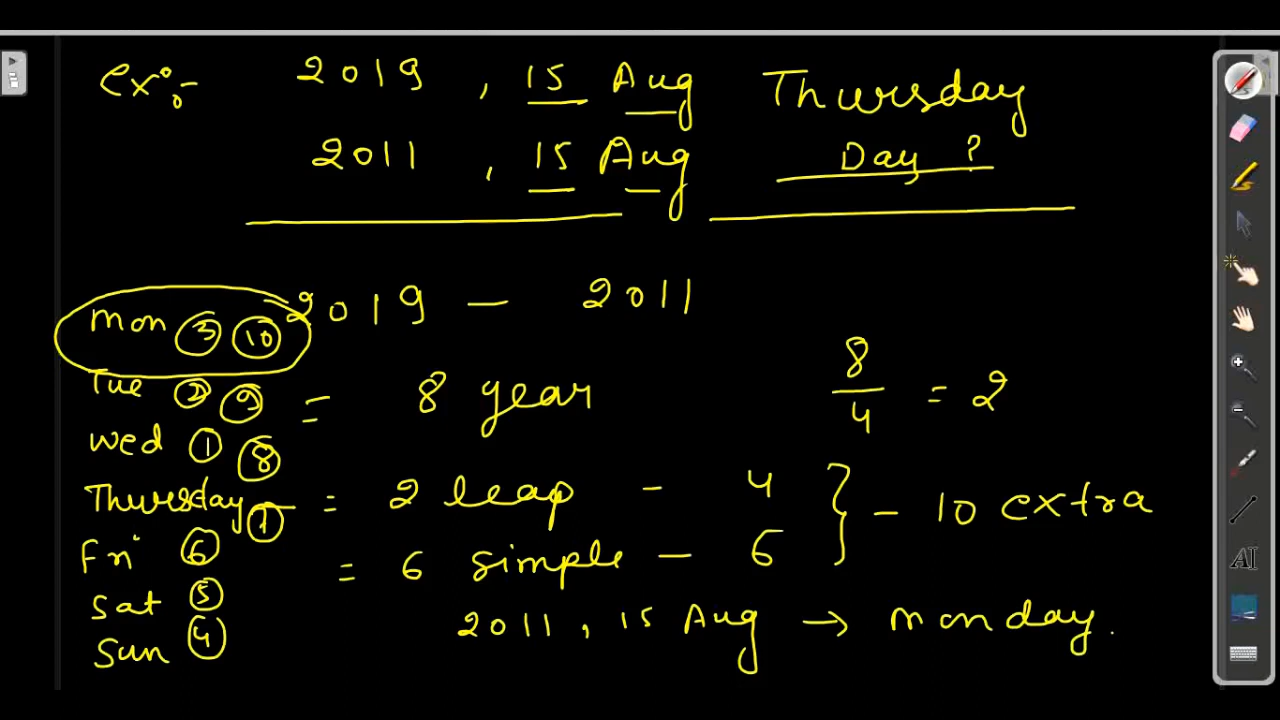 ex:- 2019, 15 Aug Thursday
2011, 15 Aug Day ?
2019 - 2011
mon 3 10
Tue 2 9 = 8 year 8/4 = 2
wed 1 8
Thursday 7 = 2 leap - 4 } - 10 extra
Fri 6 = 6 simple - 6
Sat 5
Sun 4
2011, 15 Aug → monday.
AI